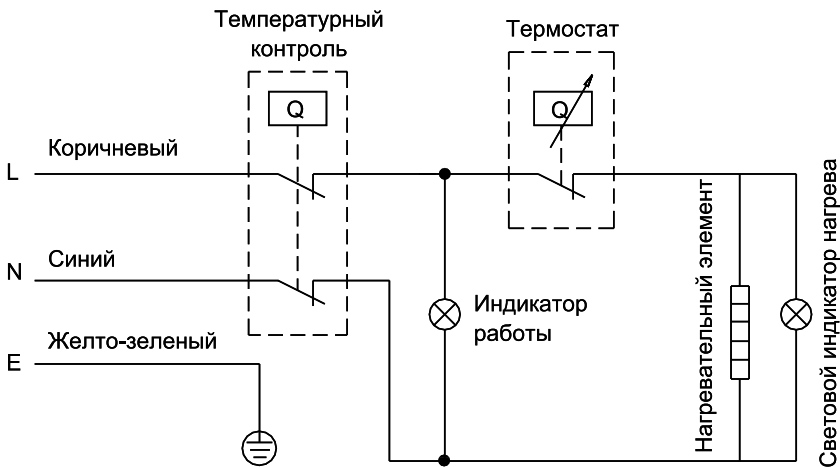 Температурный
контроль
Термостат
Q
Q
Коричневый
L
Синий
N
Желто-зеленый
E
Индикатор
работы
Нагревательный элемент
Световой индикатор нагрева